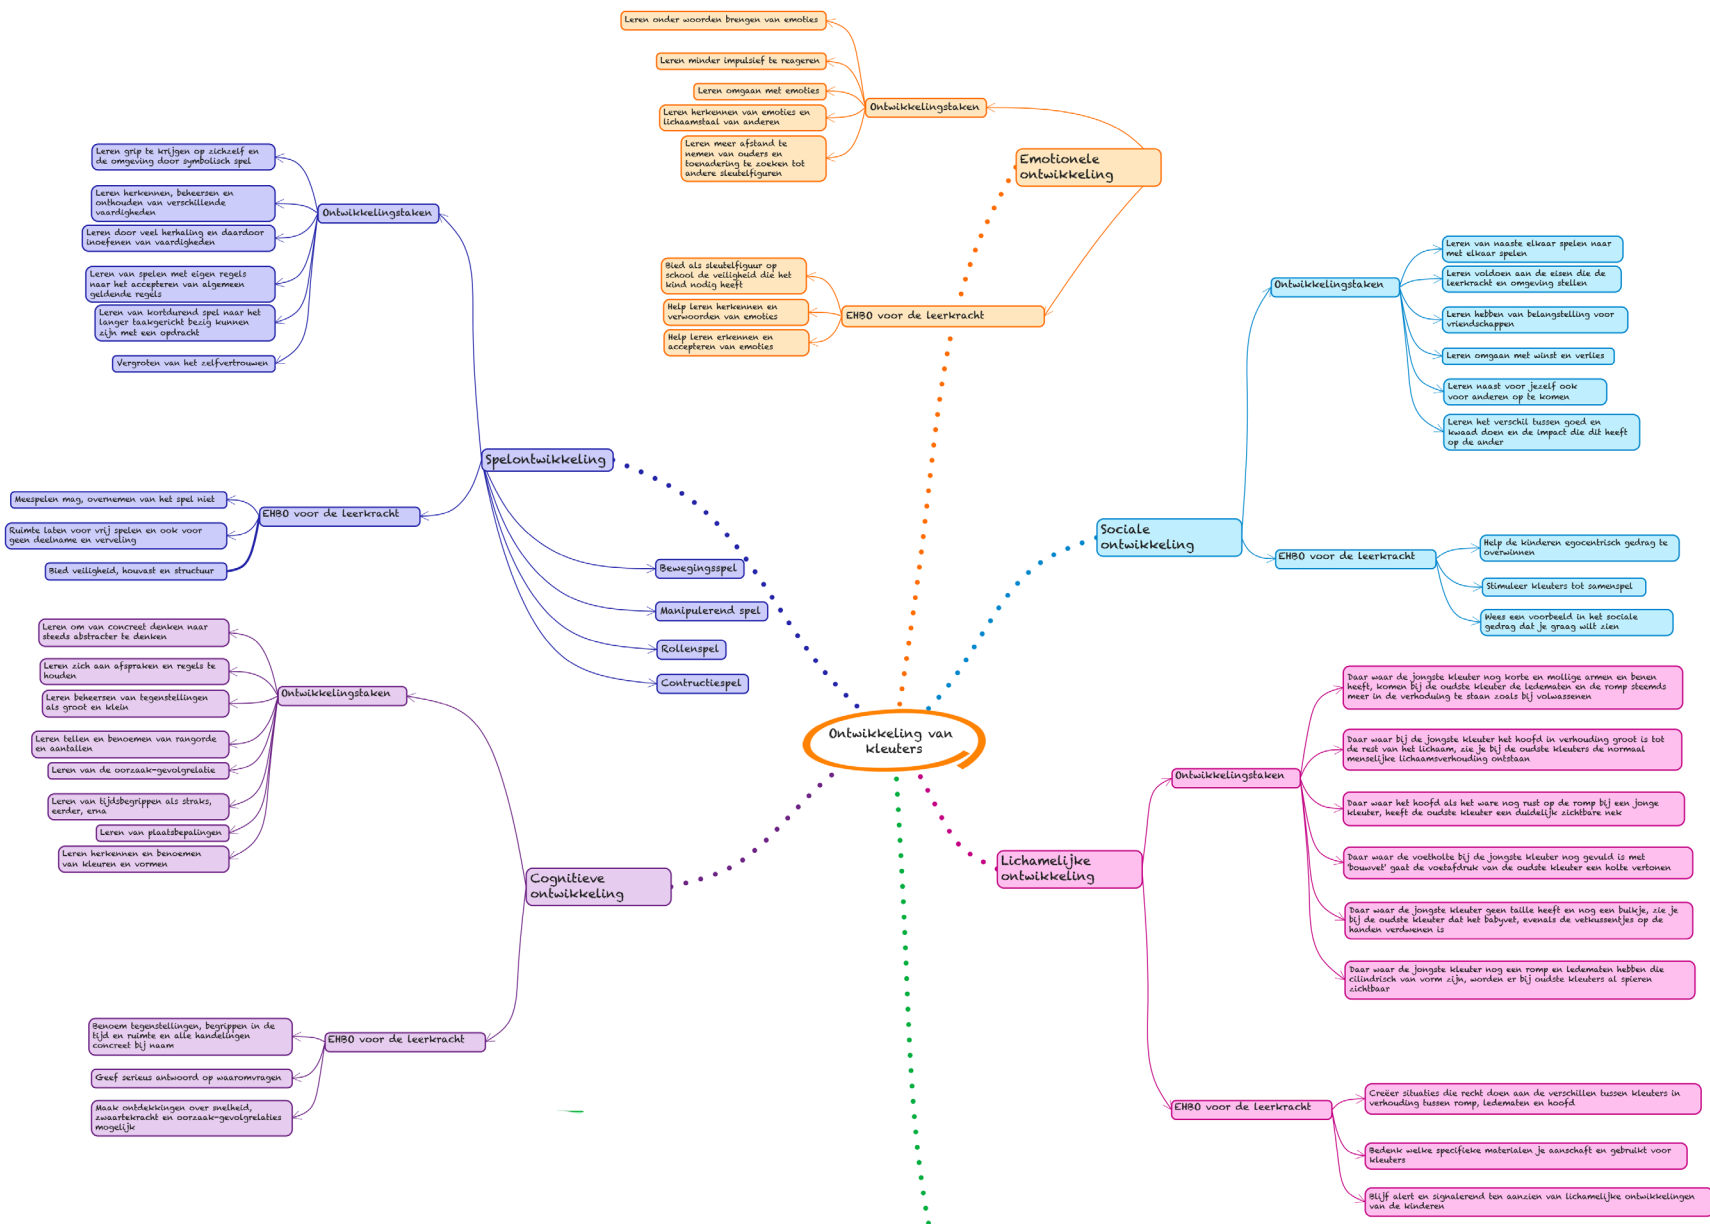 Ontwikkeling van
kleuters
Emotionele
ontwikkeling
Ontwikkelingstaken
Leren onder woorden brengen van emoties
Leren minder impulsief te reageren
Leren omgaan met emoties
Leren herkennen van emoties en
lichaamstaal van anderen
Leren meer afstand te
nemen van ouders en
toenadering te zoeken tot
andere sleutelfiguren
EHBO voor de leerkracht
Bied als sleutelfiguur op
school de veiligheid die het
kind nodig heeft
Help leren herkennen en
verwoorden van emoties
Help leren erkennen en
accepteren van emoties
Sociale
ontwikkeling
Ontwikkelingstaken
Leren van naaste elkaar spelen naar
met elkaar spelen
Leren voldoen aan de eisen die de
leerkracht en omgeving stellen
Leren hebben van belangstelling voor
vriendschappen
Leren omgaan met winst en verlies
Leren naast voor jezelf ook
voor anderen op te komen
Leren het verschil tussen goed en
kwaad doen en de impact die dit heeft
op de ander
EHBO voor de leerkracht
Help de kinderen egocentrisch gedrag te
overwinnen
Stimuleer kleuters tot samenspel
Wees een voorbeeld in het sociale
gedrag dat je graag wilt zien
Lichamelijke
ontwikkeling
Ontwikkelingstaken
Daar waar de jongste kleuter nog korte en mollige armen en benen
heeft, komen bij de oudste kleuter de ledematen en de romp steemds
meer in de verhoduing te staan zoals bij volwassenen
Daar waar bij de jongste kleuter het hoofd in verhouding groot is tot
de rest van het lichaam, zie je bij de oudste kleuters de normaal
menselijke lichaamsverhouding ontstaan
Daar waar het hoofd als het ware nog rust op de romp bij een jonge
kleuter, heeft de oudste kleuter een duidelijk zichtbare nek
Daar waar de voetholte bij de jongste kleuter nog gevuld is met
'bouwvet' gaat de voetafdruk van de oudste kleuter een holte vertonen
Daar waar de jongste kleuter geen taille heeft en nog een buikje, zie je
bij de oudste kleuter dat het babyvet, evenals de vetkussentjes op de
handen verdwenen is
Daar waar de jongste kleuter nog een romp en ledematen hebben die
cilindrisch van vorm zijn, worden er bij oudste kleuters al spieren
zichtbaar
EHBO voor de leerkracht
Creëer situaties die recht doen aan de verschillen tussen kleuters in
verhouding tussen romp, ledematen en hoofd
Bedenk welke specifieke materialen je aanschaft en gebruikt voor
kleuters
Blijf alert en signalerend ten aanzien van lichamelijke ontwikkelingen
van de kinderen
Cognitieve
ontwikkeling
Ontwikkelingstaken
Leren om van concreet denken naar
steeds abstracter te denken
Leren zich aan afspraken en regels te
houden
Leren beheersen van tegenstellingen
als groot en klein
Leren tellen en benoemen van rangorde
en aantallen
Leren van de oorzaak-gevolgrelatie
Leren van tijdsbegrippen als straks,
eerder, erna
Leren van plaatsbepalingen
Leren herkennen en benoemen
van kleuren en vormen
EHBO voor de leerkracht
Benoem tegenstellingen, begrippen in de
tijd en ruimte en alle handelingen
concreet bij naam
Geef serieus antwoord op waaromvragen
Maak ontdekkingen over snelheid,
zwaartekracht es oorzaak-gevolgrelaties
mogelijk
Spelontwikkeling
Ontwikkelingstaken
Leren grip te krijgen op zichzelf en
de omgeving door symbolisch spel
Leren herkennen, beheersen en
onthouden van verschillende
vaardigheden
Leren door veel herhaling en daardoor
inoefenen van vaardigheden
Leren van spelen met eigen regels
naar het accepteren van algemeen
geldende regels
Leren van kortdurend spel naar het
langer taakgericht bezig kunnen
zijn met een opdracht
Vergroten van het zelfvertrouwen
EHBO voor de leerkracht
Meespelen mag, overnemen van het spel niet
Ruimte laten voor vrij spelen en ook voor
geen deelname en verveling
Bied veiligheid, houvast en structuur
Bewegingsspel
Manipulerend spel
Rollenspel
Contructiespel